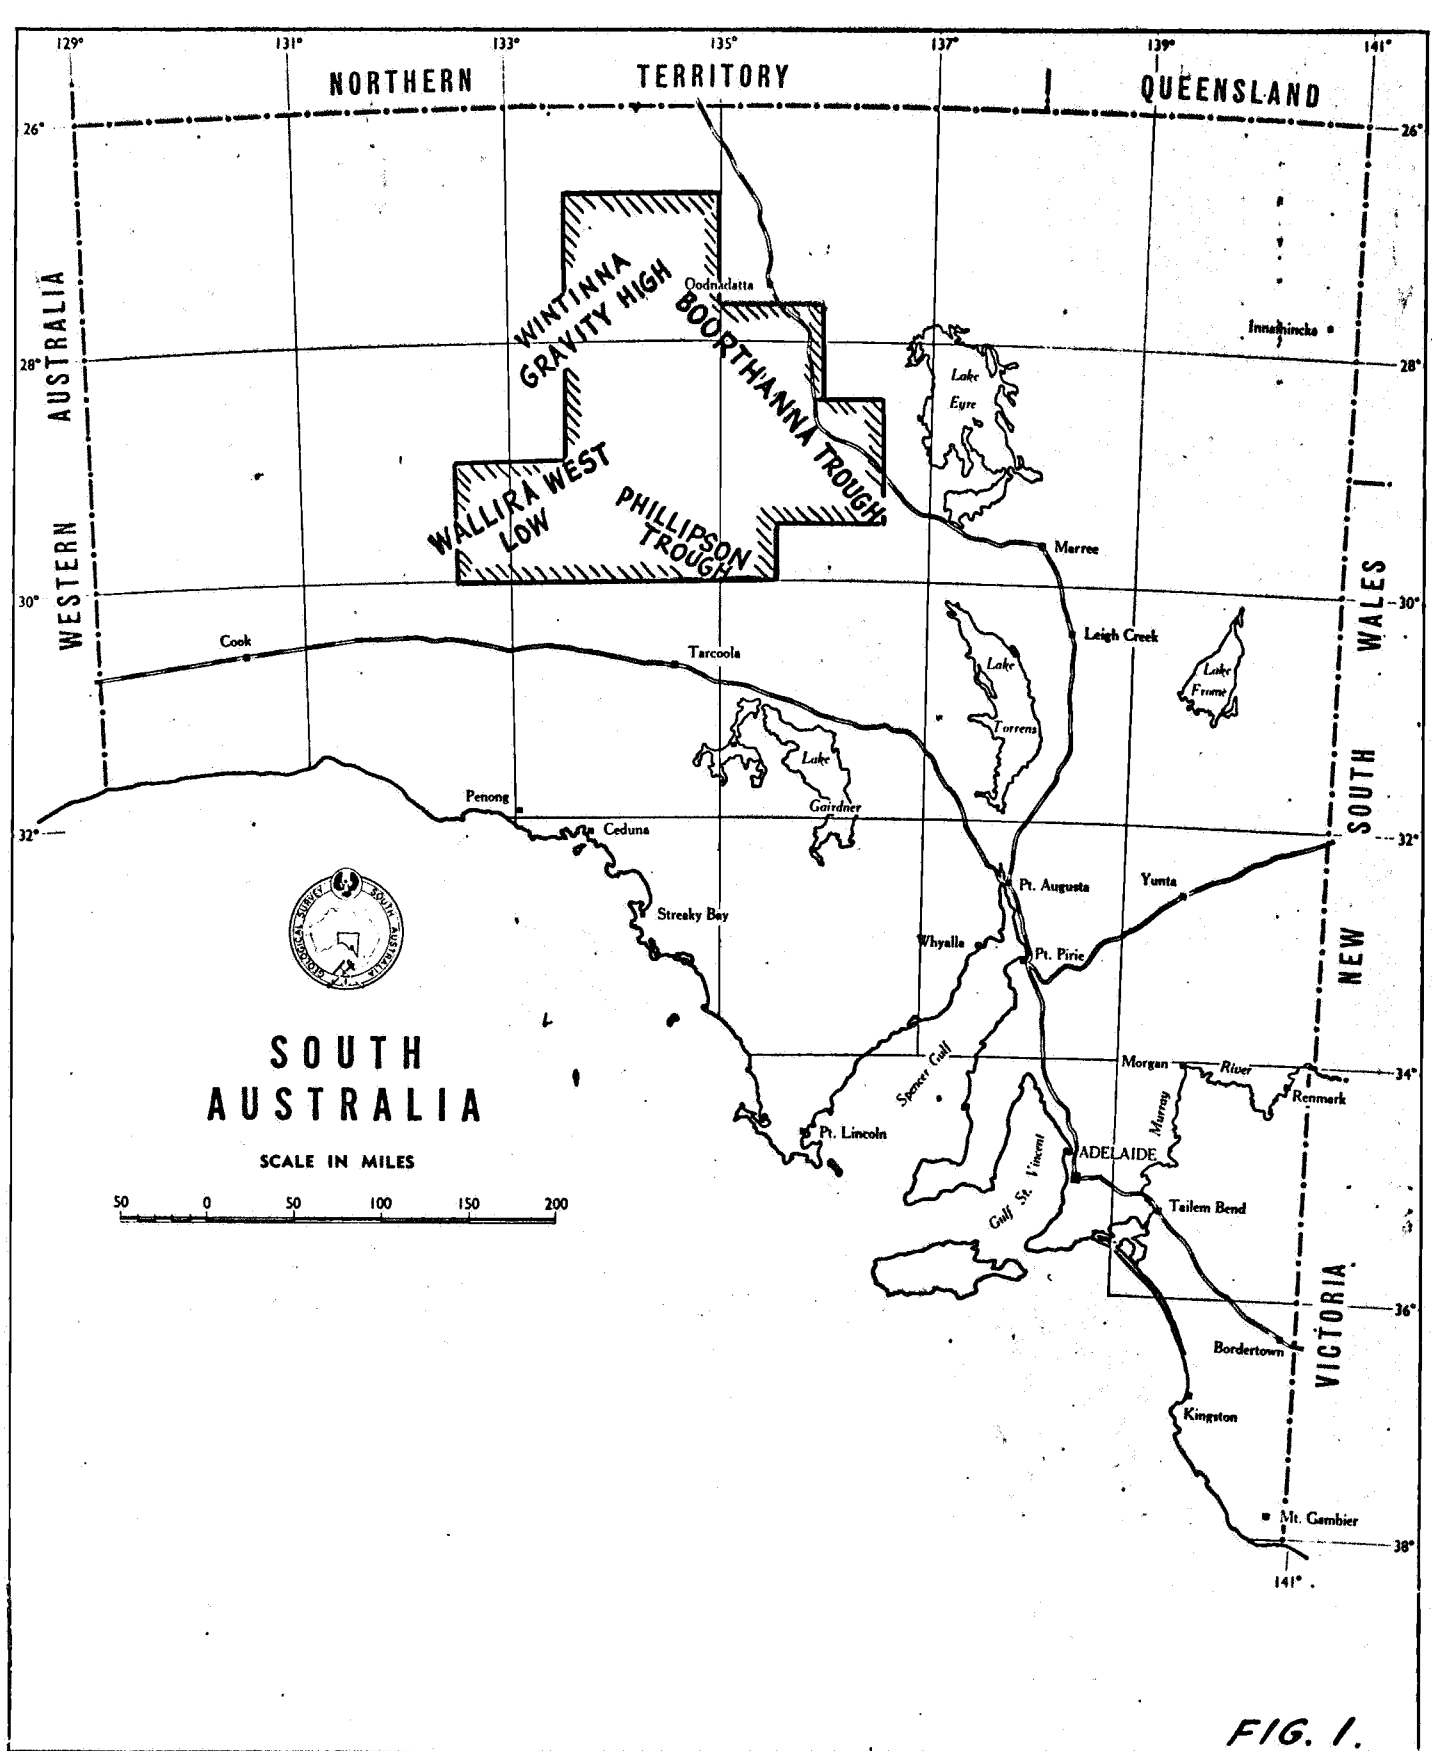 129° 131° 133° 135° 137° 139° 141°
NORTHERN TERRITORY QUEENSLAND
26° 26°
WINTINNA
GRAVITY HIGH
Oodnadatta
BOORTHANNA TROUGH
Innamincka
28° 28°
Lake
Eyre
WESTERN AUSTRALIA
WALLIRA WEST
LOW
PHILLIPSON
TROUGH
Marree
30° 30°
Cook
Tarcoola
Leigh Creek
Lake
Torrens
Lake
Frome
Lake
Gairdner
NEW SOUTH WALES
Penong
Ceduna
32° 32°
GEOLOGICAL SURVEY SOUTH AUSTRALIA
Pt. Augusta
Yunta
Streaky Bay
Whyalla
Pt. Pirie
SOUTH
AUSTRALIA
SCALE IN MILES
50 0 50 100 150 200
Spencer Gulf
Morgan
River
Murray
34°
Renmark
Pt. Lincoln
Gulf St. Vincent
ADELAIDE
Tailem Bend
VICTORIA
36°
Bordertown
Kingston
Mt. Gambier
38°
141°
FIG. 1.